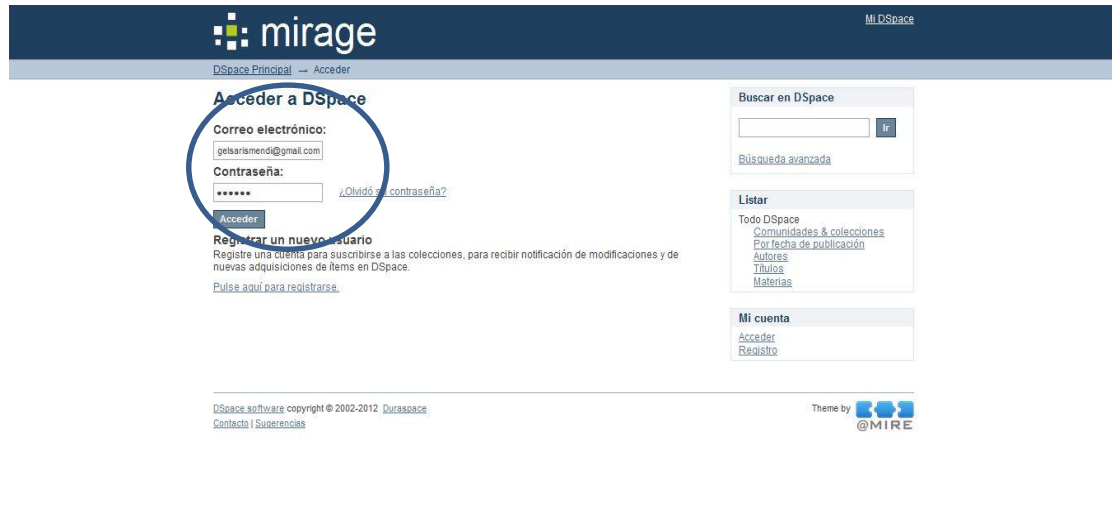 mirage
Mi DSpace
DSpace Principal → Acceder
Acceder a DSpace
Correo electrónico:
gelsarismendi@gmail.com
Contraseña:
••••••
¿Olvidó su contraseña?
Acceder
Registrar un nuevo usuario
Registre una cuenta para suscribirse a las colecciones, para recibir notificación de modificaciones y de
nuevas adquisiciones de ítems en DSpace.
Pulse aquí para registrarse.
Buscar en DSpace
Ir
Búsqueda avanzada
Listar
Todo DSpace
Comunidades & colecciones
Por fecha de publicación
Autores
Títulos
Materias
Mi cuenta
Acceder
Registro
DSpace software copyright © 2002-2012 Duraspace
Contacto | Sugerencias
Theme by
@MIRE